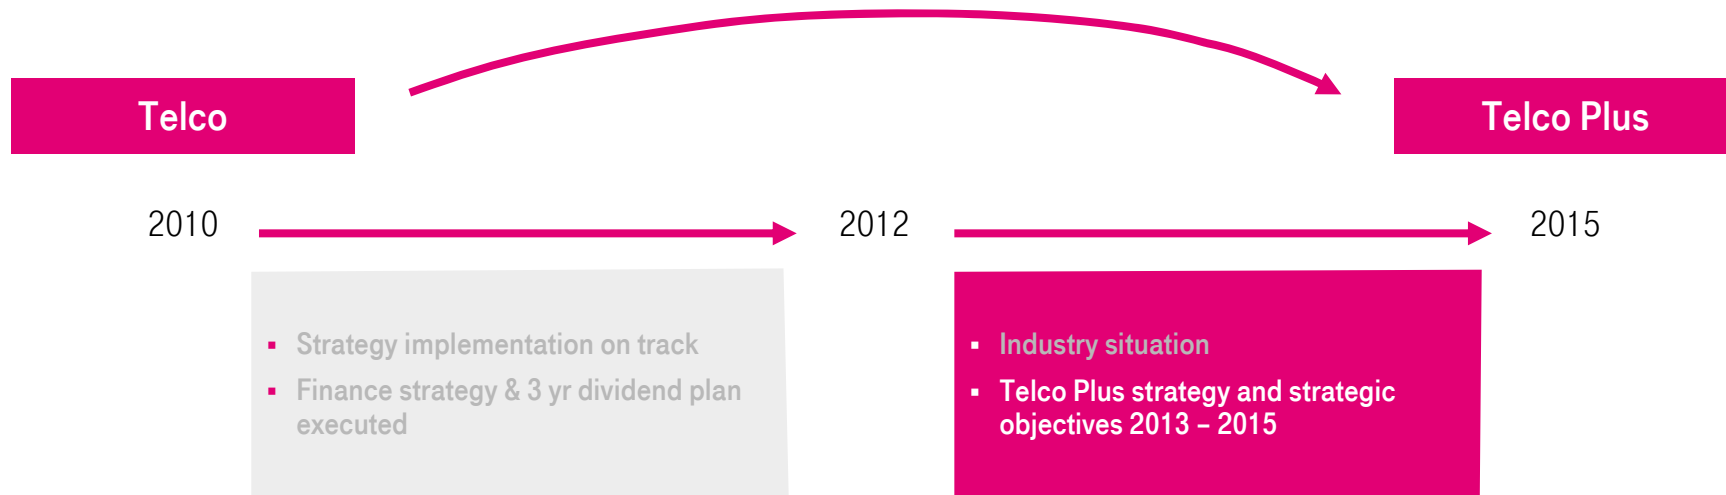 Telco
Telco Plus
2010
2012
2015
▪ Strategy implementation on track
▪ Finance strategy & 3 yr dividend plan
executed
▪ Industry situation
▪ Telco Plus strategy and strategic
objectives 2013 – 2015